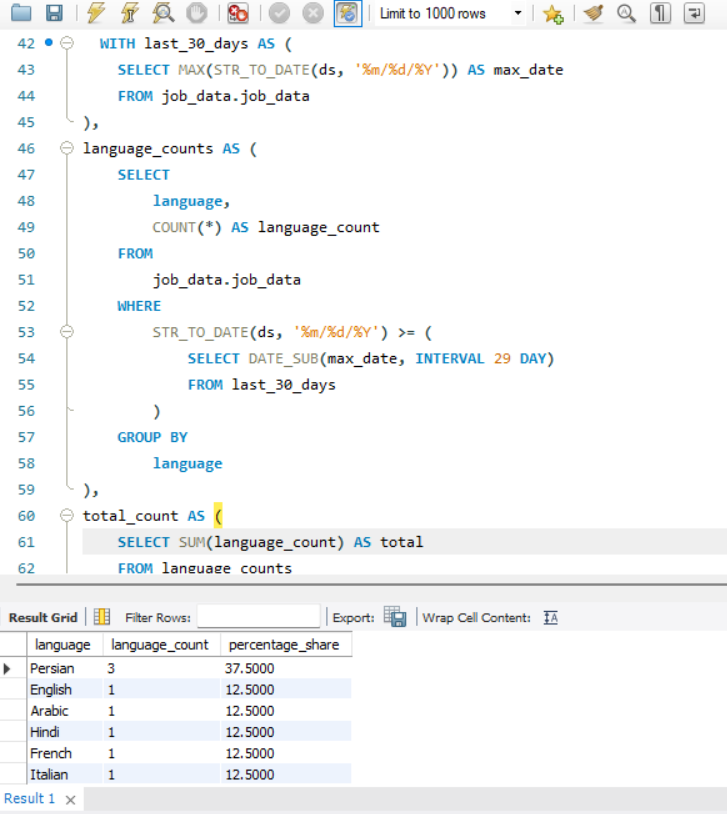 Limit to 1000 rows
42 WITH last_30_days AS (
43 SELECT MAX(STR_TO_DATE(ds, '%m/%d/%Y')) AS max_date
44 FROM job_data.job_data
45 ),
46 language_counts AS (
47 SELECT
48 language,
49 COUNT(*) AS language_count
50 FROM
51 job_data.job_data
52 WHERE
53 STR_TO_DATE(ds, '%m/%d/%Y') >= (
54 SELECT DATE_SUB(max_date, INTERVAL 29 DAY)
55 FROM last_30_days
56 )
57 GROUP BY
58 language
59 ),
60 total_count AS (
61 SELECT SUM(language_count) AS total
62 FROM language_counts
Result Grid Filter Rows: Export: Wrap Cell Content: IA
language language_count percentage_share
Persian 3 37.5000
English 1 12.5000
Arabic 1 12.5000
Hindi 1 12.5000
French 1 12.5000
Italian 1 12.5000
Result 1 ×